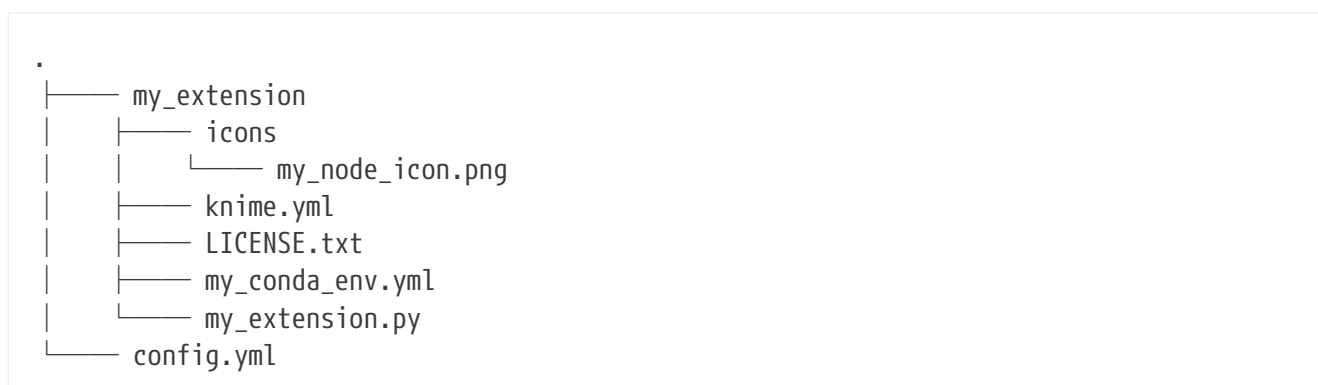 .
├── my_extension
│   ├── icons
│   │   └── my_node_icon.png
│   ├── knime.yml
│   ├── LICENSE.txt
│   ├── my_conda_env.yml
│   └── my_extension.py
└── config.yml